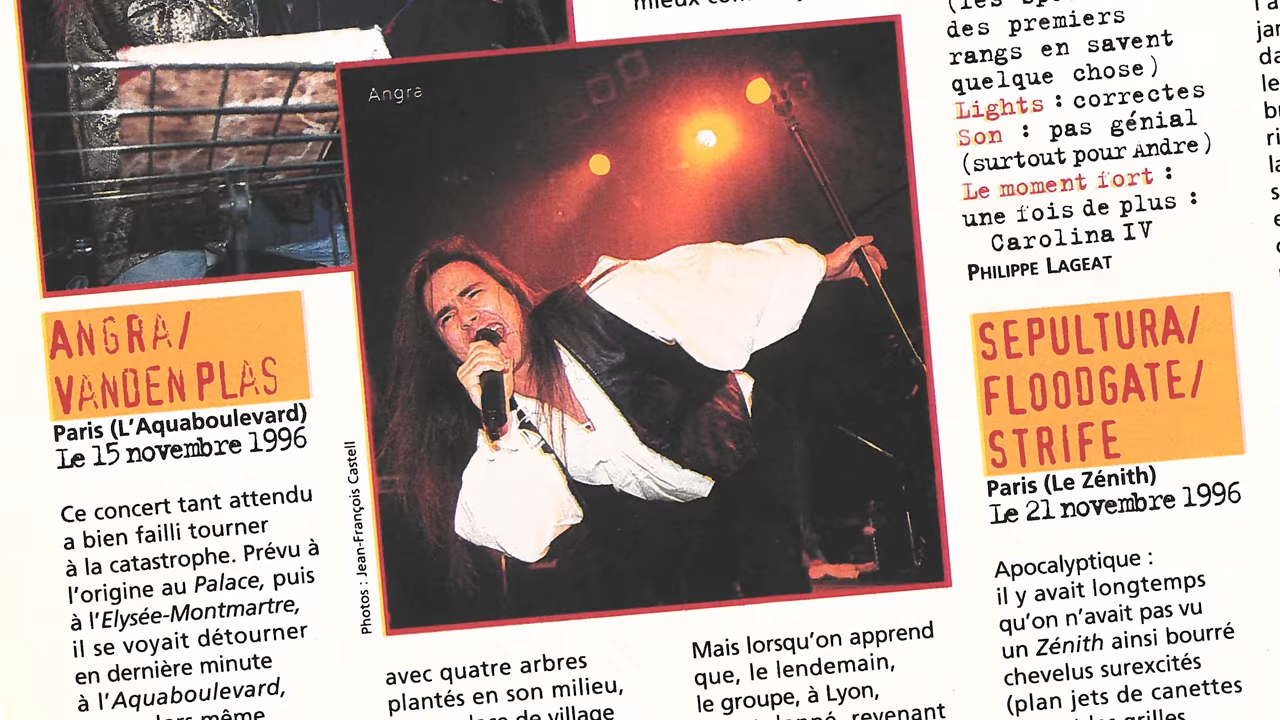 Angra
ANGRA/
VANDEN PLAS
Paris (L'Aquaboulevard)
Le 15 novembre 1996
Ce concert tant attendu
a bien failli tourner
à la catastrophe. Prévu à
l'origine au Palace, puis
à l'Elysée-Montmartre,
il se voyait détourner
en dernière minute
à l'Aquaboulevard,
même
Photos : Jean-François Castell
mieux
avec quatre arbres
plantés en son milieu,
de village
Mais lorsqu'on apprend
que, le lendemain,
le groupe, à Lyon,
revenant
des premiers
rangs en savent
quelque chose)
Lights : correctes
Son : pas génial
(surtout pour Andre)
Le moment fort :
une fois de plus :
Carolina IV
PHILIPPE LAGEAT
SEPULTURA/
FLOODGATE/
STRIFE
Paris (Le Zénith)
Le 21 novembre 1996
Apocalyptique :
il y avait longtemps
qu'on n'avait pas vu
un Zénith ainsi bourré
chevelus surexcités
(plan jets de canettes
grilles